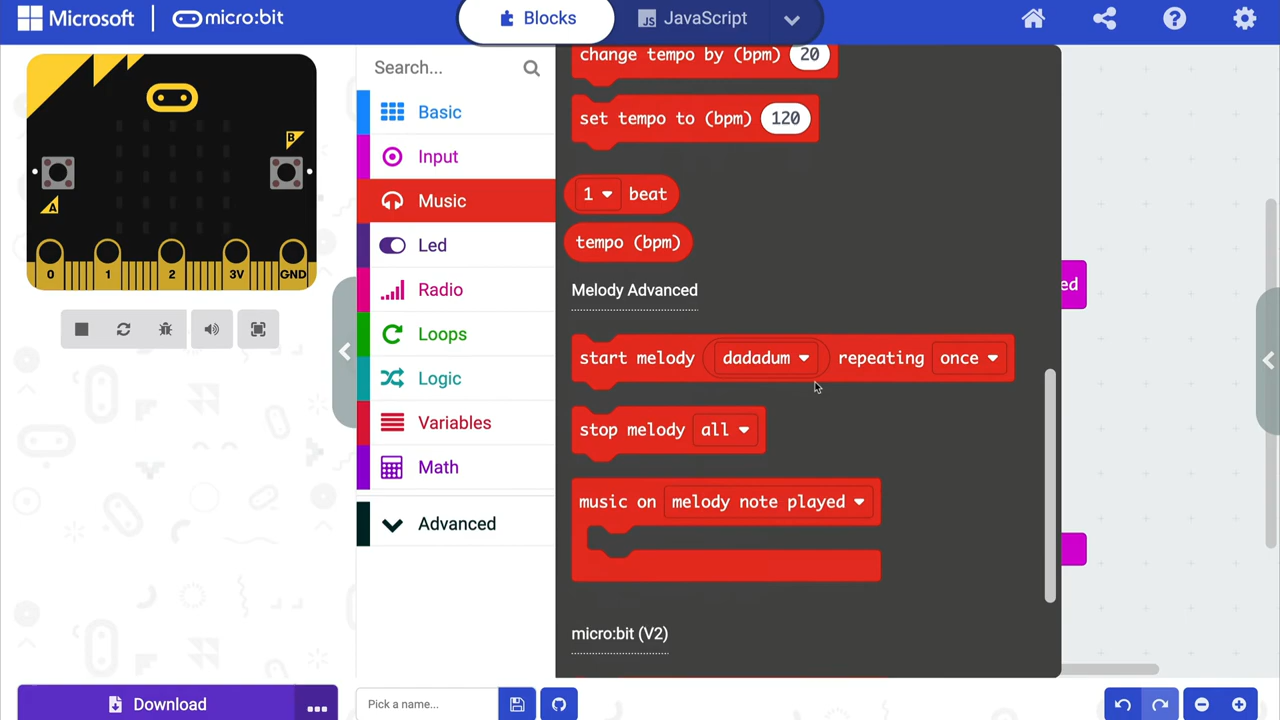 Microsoft
micro:bit
Blocks
JS JavaScript
B
A
0 1 2 3V GND
Download
Search...
Basic
Input
Music
Led
Radio
Loops
Logic
Variables
Math
Advanced
change tempo by (bpm) 20
set tempo to (bpm) 120
1 beat
tempo (bpm)
Melody Advanced
start melody dadadum repeating once
stop melody all
music on melody note played
micro:bit (V2)
ed
Pick a name...